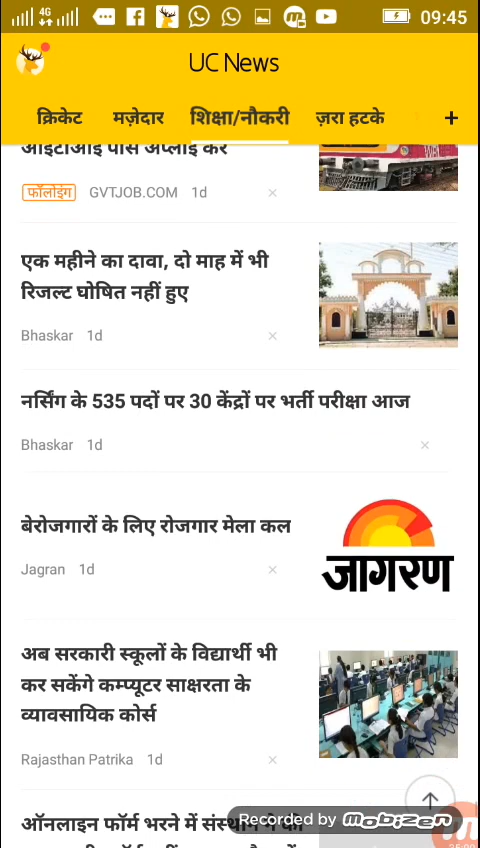 4G 09:45
UC News
क्रिकेट मज़ेदार शिक्षा/नौकरी ज़रा हटके +
आइटीआई पास अप्लाई करें
फॉलोइंग GVTJOB.COM 1d ×
एक महीने का दावा, दो माह में भी
रिजल्ट घोषित नहीं हुए
Bhaskar 1d ×
नर्सिंग के 535 पदों पर 30 केंद्रों पर भर्ती परीक्षा आज
Bhaskar 1d ×
बेरोजगारों के लिए रोजगार मेला कल
जागरण
Jagran 1d ×
अब सरकारी स्कूलों के विद्यार्थी भी
कर सकेंगे कम्प्यूटर साक्षरता के
व्यावसायिक कोर्स
Rajasthan Patrika 1d ×
ऑनलाइन फॉर्म भरने में संस्थान ने की
Recorded by Mobizen